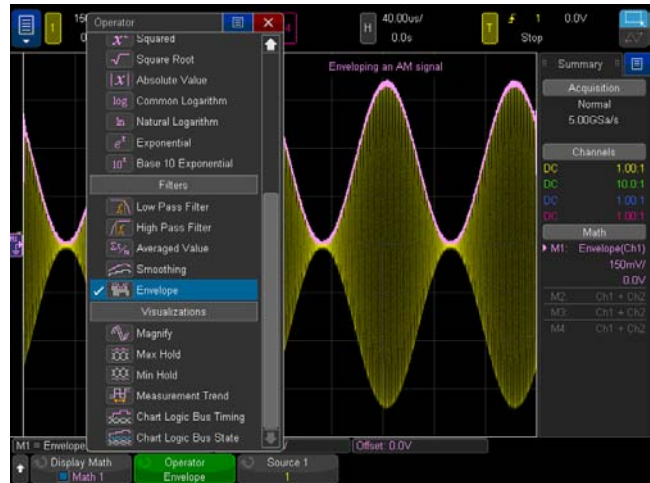 1
Operator
H
40.00us/
0.0s
T
1
0.0V
Stop
Squared
Square Root
|x| Absolute Value
log Common Logarithm
ln Natural Logarithm
eˣ Exponential
10ˣ Base 10 Exponential
Filters
Low Pass Filter
High Pass Filter
Averaged Value
Smoothing
Envelope
Visualizations
Magnify
Max Hold
Min Hold
Measurement Trend
Chart Logic Bus Timing
Chart Logic Bus State
Enveloping an AM signal
Summary
Acquisition
Normal
5.00GSa/s
Channels
DC 1.00:1
DC 10.0:1
DC 1.00:1
DC 1.00:1
Math
M1: Envelope(Ch1)
150mV/
0.0V
M2: Ch1 + Ch2
M3: Ch1 + Ch2
M4: Ch1 + Ch2
M1 = Envelope
Offset: 0.0V
Display Math
Math 1
Operator
Envelope
Source 1
1